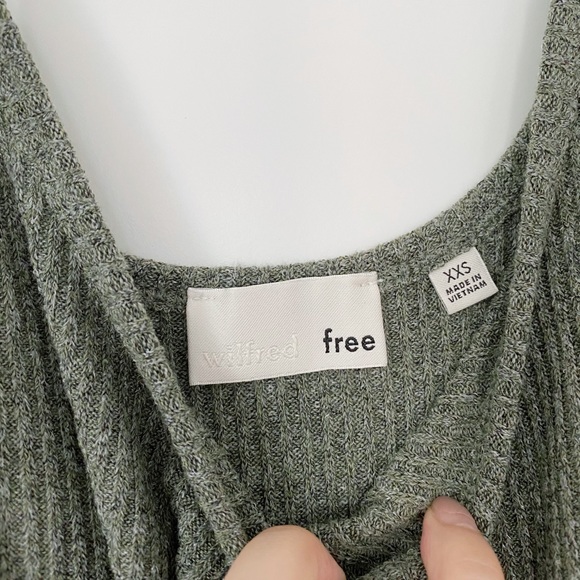 wilfred free
XXS
MADE IN
VIETNAM